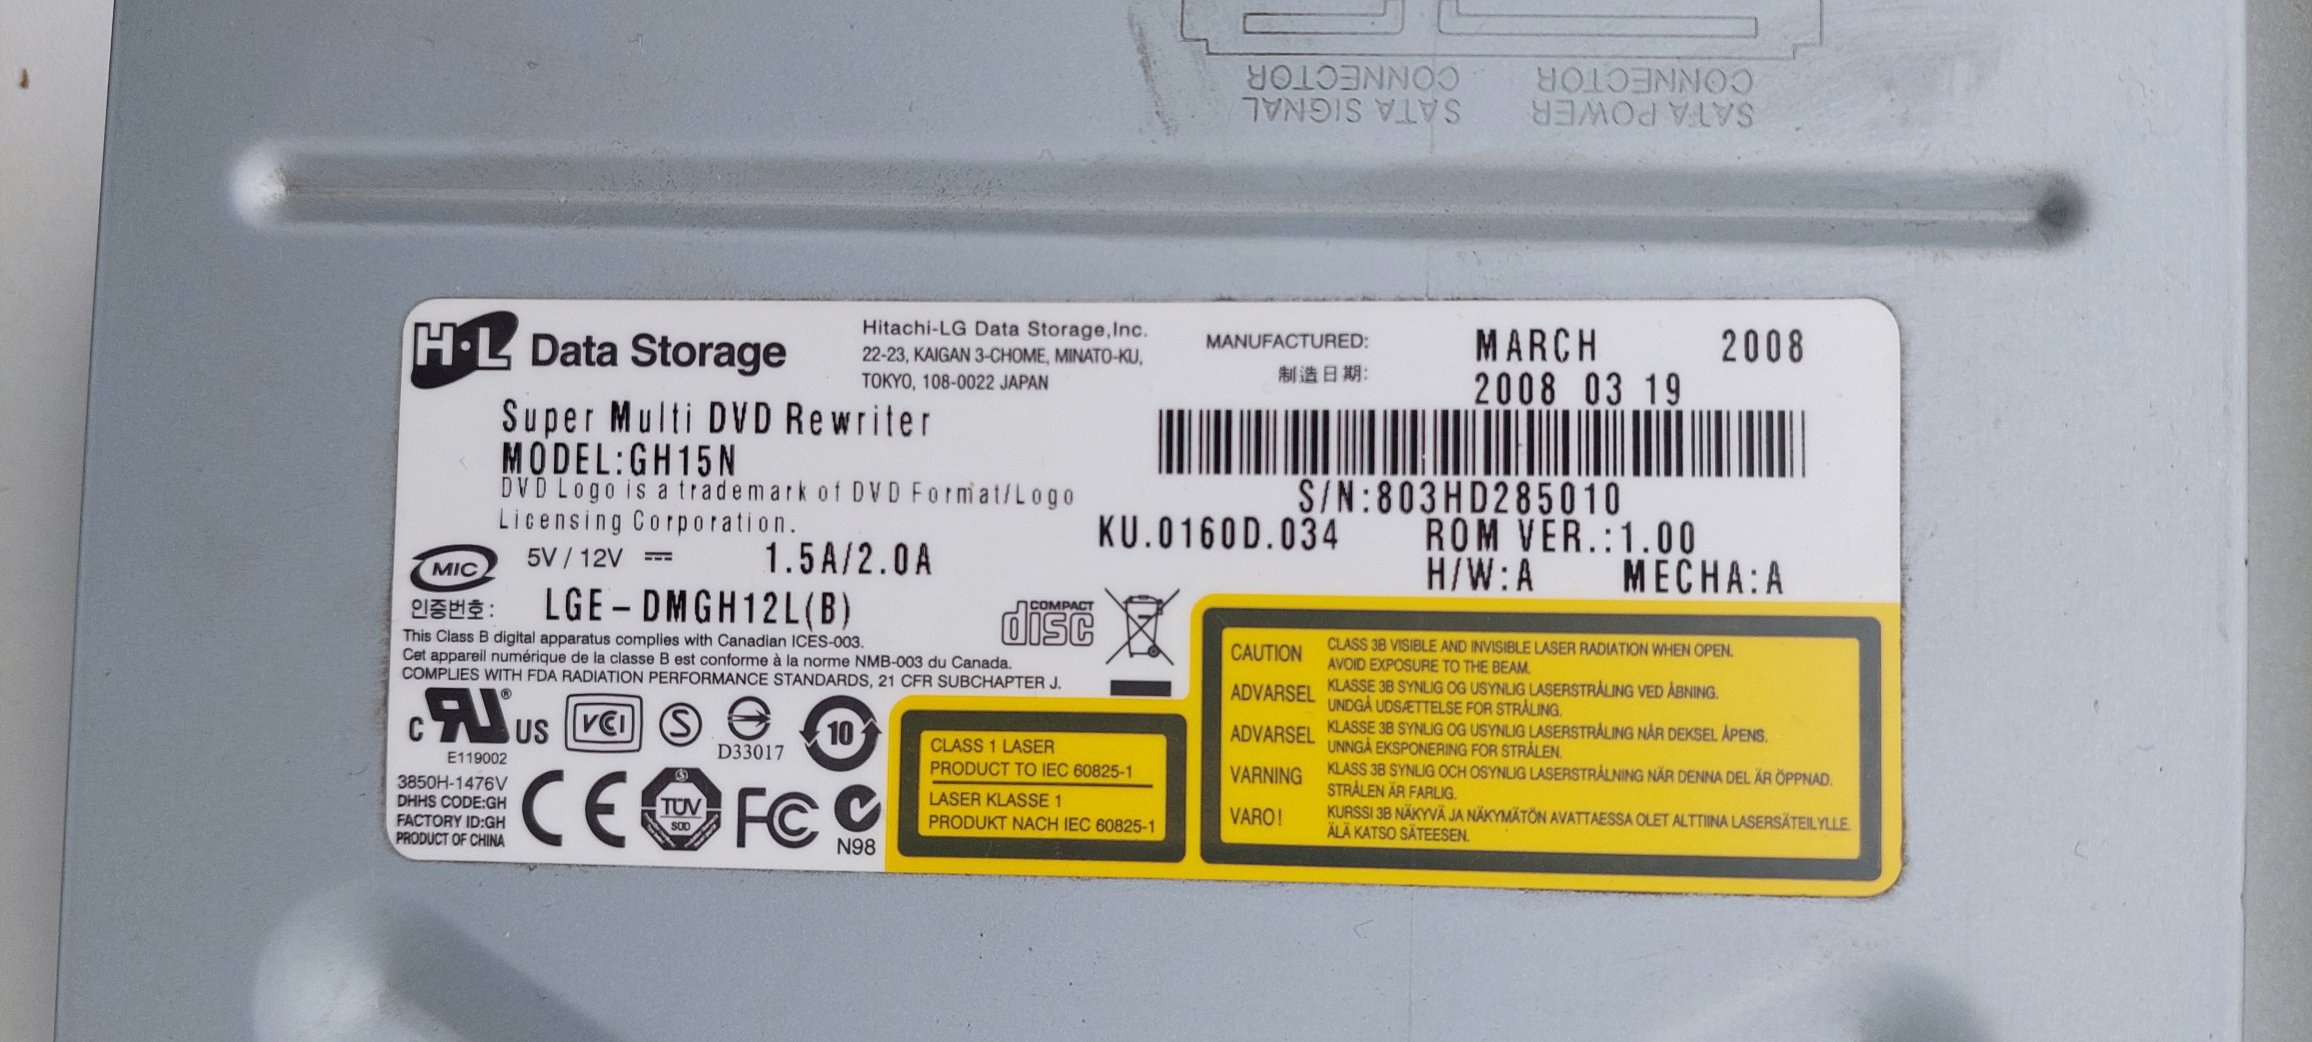 SATA SIGNAL CONNECTOR
SATA POWER CONNECTOR
H·L Data Storage
Hitachi-LG Data Storage,Inc.
22-23, KAIGAN 3-CHOME, MINATO-KU,
TOKYO, 108-0022 JAPAN
MANUFACTURED: MARCH 2008
制造日期: 2008 03 19
Super Multi DVD Rewriter
MODEL:GH15N
DVD Logo is a trademark of DVD Format/Logo
Licensing Corporation.
S/N:803HD285010
KU.0160D.034 ROM VER.:1.00
H/W:A MECHA:A
MIC 5V / 12V 1.5A/2.0A
인증번호: LGE-DMGH12L(B)
COMPACT disc
This Class B digital apparatus complies with Canadian ICES-003.
Cet appareil numérique de la classe B est conforme à la norme NMB-003 du Canada.
COMPLIES WITH FDA RADIATION PERFORMANCE STANDARDS, 21 CFR SUBCHAPTER J.
C RU ® US
E119002
VCI
S
D33017
10
3850H-1476V
DHHS CODE:GH
FACTORY ID:GH
PRODUCT OF CHINA
CE
TÜV
SÜD
FC
N98
CLASS 1 LASER
PRODUCT TO IEC 60825-1
LASER KLASSE 1
PRODUKT NACH IEC 60825-1
CAUTION CLASS 3B VISIBLE AND INVISIBLE LASER RADIATION WHEN OPEN.
AVOID EXPOSURE TO THE BEAM.
ADVARSEL KLASSE 3B SYNLIG OG USYNLIG LASERSTRÅLING VED ÅBNING.
UNDGÅ UDSÆTTELSE FOR STRÅLING.
ADVARSEL KLASSE 3B SYNLIG OG USYNLIG LASERSTRÅLING NÅR DEKSEL ÅPENS.
UNNGÅ EKSPONERING FOR STRÅLEN.
VARNING KLASS 3B SYNLIG OCH OSYNLIG LASERSTRÅLNING NÄR DENNA DEL ÄR ÖPPNAD.
STRÅLEN ÄR FARLIG.
VARO! KURSSI 3B NÄKYVÄ JA NÄKYMÄTÖN AVATTAESSA OLET ALTTIINA LASERSÄTEILYLLE.
ÄLÄ KATSO SÄTEESEN.